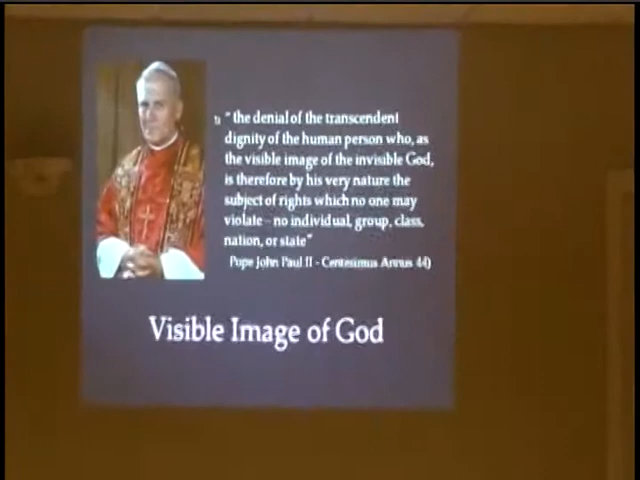 " the denial of the transcendent
dignity of the human person who, as
the visible image of the invisible God,
is therefore by his very nature the
subject of rights which no one may
violate – no individual, group, class,
nation, or state"
Pope John Paul II - Centesimus Annus 44)
Visible Image of God